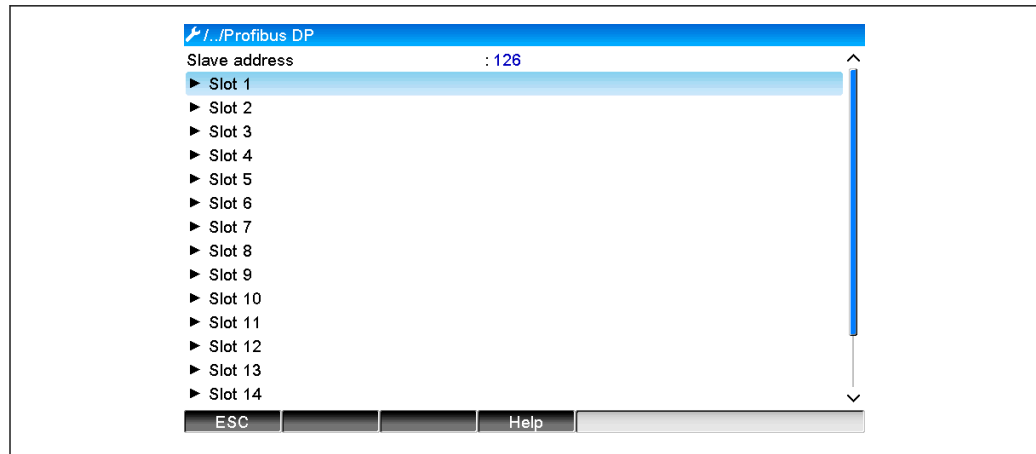 /../Profibus DP
Slave address : 126
► Slot 1
► Slot 2
► Slot 3
► Slot 4
► Slot 5
► Slot 6
► Slot 7
► Slot 8
► Slot 9
► Slot 10
► Slot 11
► Slot 12
► Slot 13
► Slot 14
ESC Help